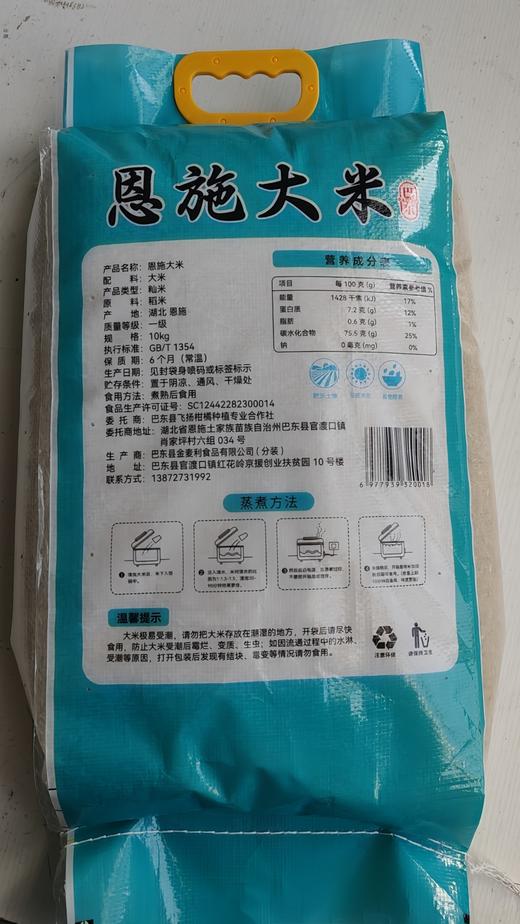 恩施大米
巴东
产品名称：恩施大米
配　　料：大米
产品类型：籼米
原　　料：稻米
产　　地：湖北 恩施
质量等级：一级
规　　格：10kg
执行标准：GB/T 1354
保 质 期：6 个月（常温）
生产日期：见封袋身喷码或标签标示
贮存条件：置于阴凉、通风、干燥处
食用方法：煮熟后食用
食品生产许可证号：SC12442282300014
委 托 商：巴东县飞扬柑橘种植专业合作社
委托商地址：湖北省恩施土家族苗族自治州巴东县官渡口镇
肖家坪村六组 034 号
生 产 商：巴东县金麦利食品有限公司（分装）
地　　址：巴东县官渡口镇红花岭京援创业扶贫园 10 号楼
联系方式：13872731992
营养成分表
项目 每 100 克 (g) 营养素参考值 %
能量 1428 千焦 (kJ) 17%
蛋白质 7.2 克 (g) 12%
脂肪 0.6 克 (g) 1%
碳水化合物 75.5 克 (g) 25%
钠 0 毫克 (mg) 0%
6 977939 320018
蒸煮方法
温馨提示
大米极易受潮，请勿把大米存放在潮湿的地方，开袋后请尽快
食用，防止大米受潮后霉烂、变质、生虫；如因流通过程中的水淋、
受潮等原因，打开包装后发现有结块、霉变等情况请勿食用。
注意环保
请保持卫生